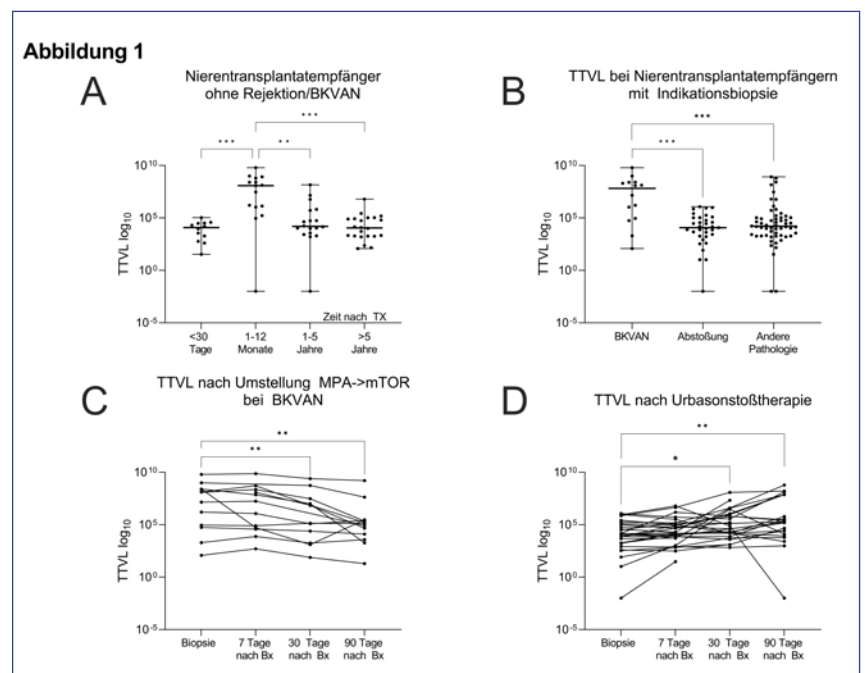 Abbildung 1
A
Nierentransplantatempfänger
ohne Rejektion/BKVAN
***
*** **
TTVL log10
10^10
10^5
10^0
10^-5
Zeit nach TX
<30 Tage
1-12 Monate
1-5 Jahre
>5 Jahre
B
TTVL bei Nierentransplantatempfängern
mit Indikationsbiopsie
***
***
TTVL log10
10^10
10^5
10^0
10^-5
BKVAN
Abstoßung
Andere Pathologie
C
TTVL nach Umstellung MPA->mTOR
bei BKVAN
**
**
TTVL log10
10^10
10^5
10^0
10^-5
Biopsie
7 Tage nach Bx
30 Tage nach Bx
90 Tage nach Bx
D
TTVL nach Urbasonstoßtherapie
**
*
TTVL log10
10^10
10^5
10^0
10^-5
Biopsie
7 Tage nach Bx
30 Tage nach Bx
90 Tage nach Bx